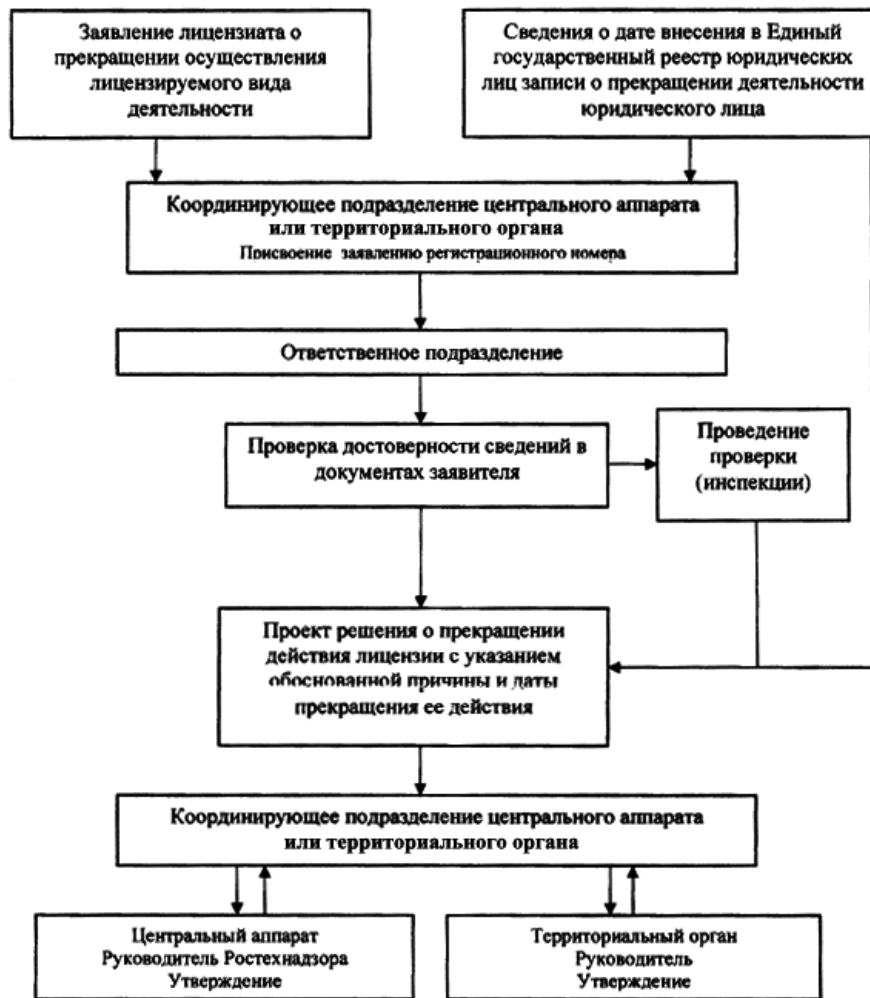 Заявление лицензиата о
прекращении осуществления
лицензируемого вида
деятельности
Сведения о дате внесения в Единый
государственный реестр юридических
лиц записи о прекращении деятельности
юридического лица
Координирующее подразделение центрального аппарата
или территориального органа
Присвоение заявлению регистрационного номера
Ответственное подразделение
Проверка достоверности сведений в
документах заявителя
Проведение
проверки
(инспекции)
Проект решения о прекращении
действия лицензии с указанием
обоснованной причины и даты
прекращения ее действия
Координирующее подразделение центрального аппарата
или территориального органа
Центральный аппарат
Руководитель Ростехнадзора
Утверждение
Территориальный орган
Руководитель
Утверждение